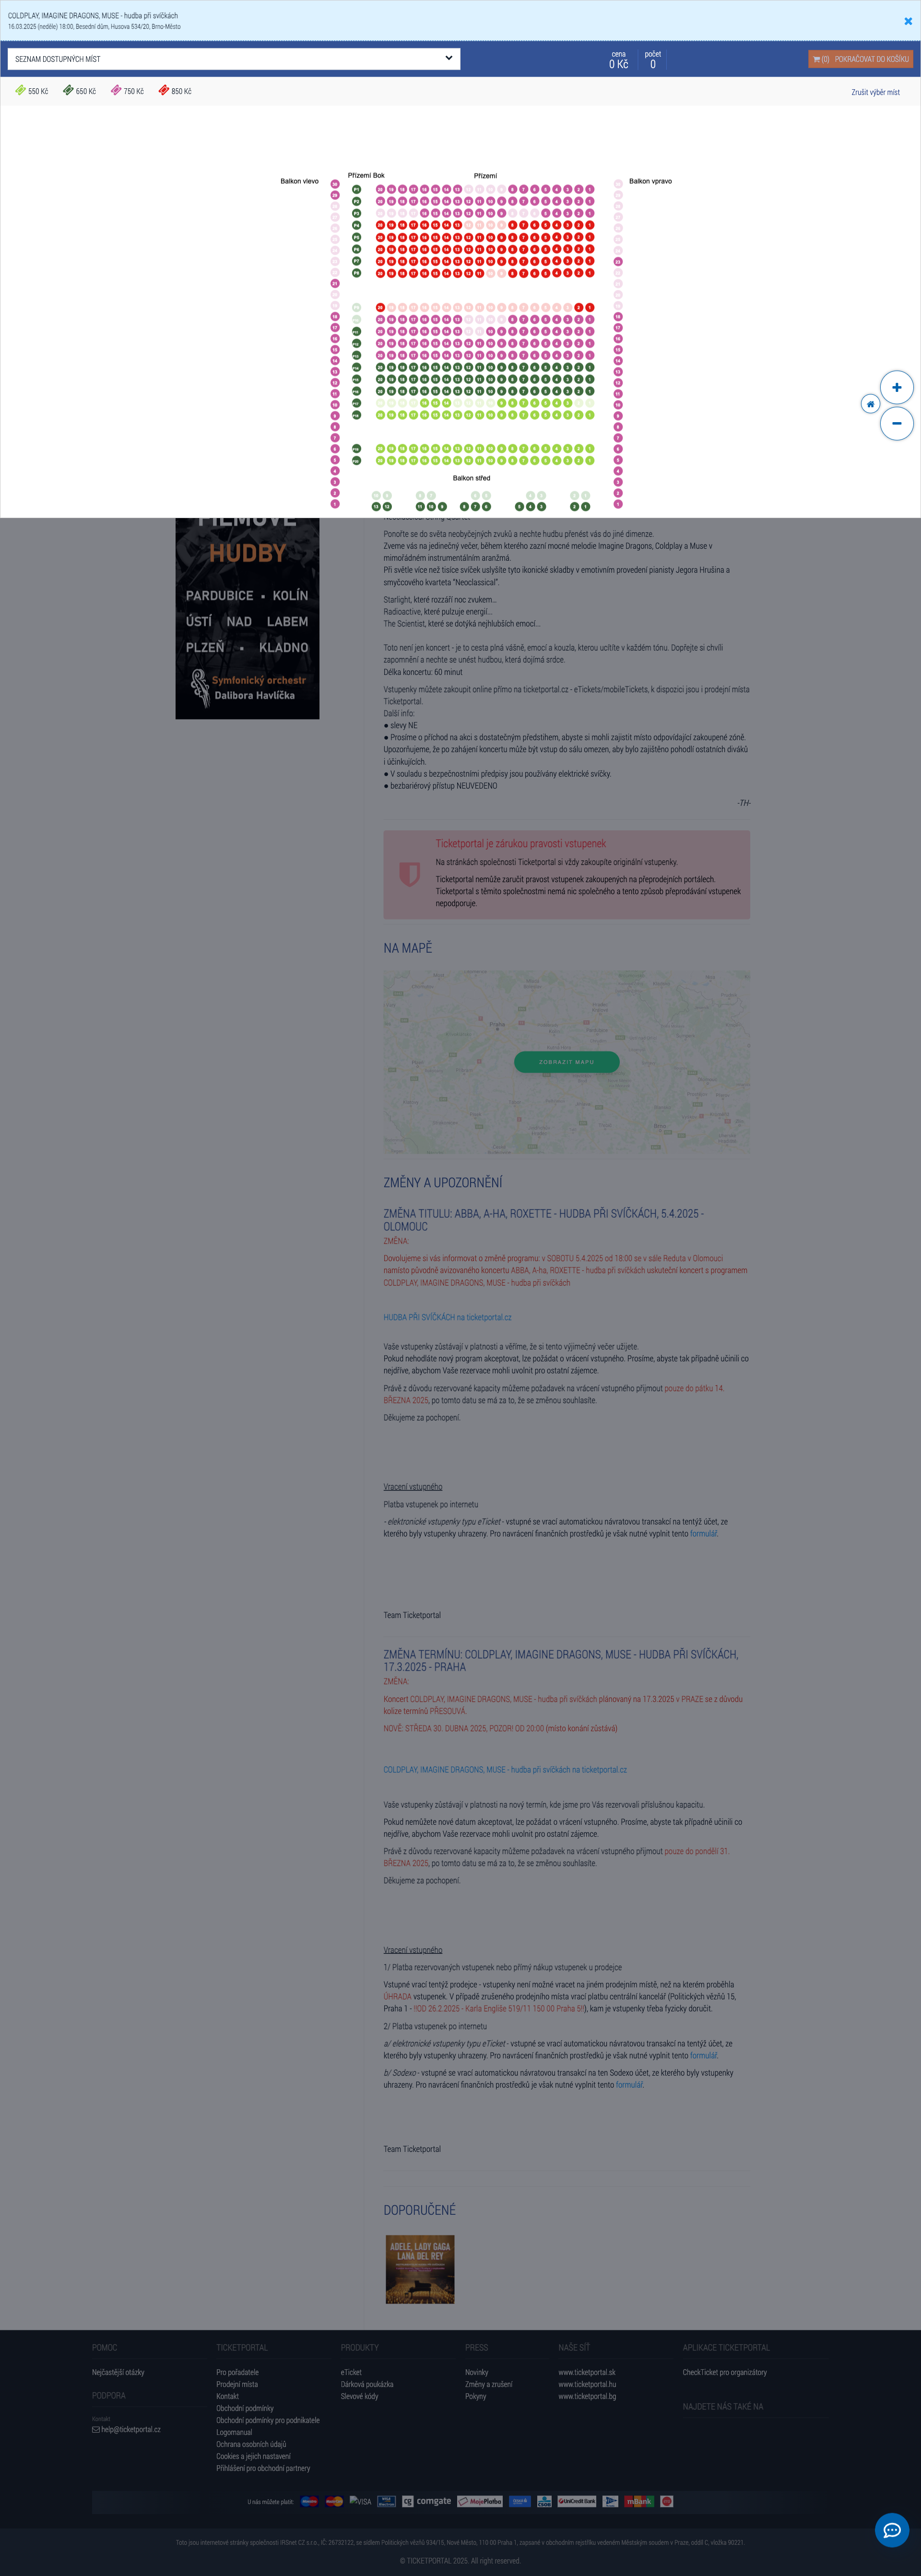 COLDPLAY, IMAGINE DRAGONS, MUSE - hudba při svíčkách
16.03.2025 (neděle) 18:00, Besední dům, Husova 534/20, Brno-Město
SEZNAM DOSTUPNÝCH MÍST
cena
0 Kč
počet
0
(0) POKRAČOVAT DO KOŠÍKU
550 Kč
650 Kč
750 Kč
850 Kč
Zrušit výběr míst
Balkon vlevo
Přízemí Bok
Přízemí
Balkon vpravo
Balkon střed
FILMOVÉ
HUDBY
PARDUBICE • KOLÍN
ÚSTÍ NAD LABEM
PLZEŇ • KLADNO
Symfonický orchestr
Dalibora Havlíčka
Ponořte se do světa neobyčejných zvuků a nechte hudbu přenést vás do jiné dimenze.
Zveme vás na jedinečný večer, během kterého zazní mocné melodie Imagine Dragons, Coldplay a Muse v
mimořádném instrumentálním aranžmá.
Při světle více než tisíce svíček uslyšíte tyto ikonické skladby v emotivním provedení pianisty Jegora Hrušina a
smyčcového kvarteta "Neoclassical".
Starlight, které rozzáří noc zvukem...
Radioactive, které pulzuje energií...
The Scientist, které se dotýká nejhlubších emocí...
Toto není jen koncert - je to cesta plná vášně, emocí a kouzla, kterou ucítíte v každém tónu. Dopřejte si chvíli
zapomnění a nechte se unést hudbou, která dojímá srdce.
Délka koncertu: 60 minut
Vstupenky můžete zakoupit online přímo na ticketportal.cz - eTickets/mobileTickets, k dispozici jsou i prodejní místa
Ticketportal.
Další info:
● slevy NE
● Prosíme o příchod na akci s dostatečným předstihem, abyste si mohli zajistit místo odpovídající zakoupené zóně.
Upozorňujeme, že po zahájení koncertu může být vstup do sálu omezen, aby bylo zajištěno pohodlí ostatních diváků
i účinkujících.
● V souladu s bezpečnostními předpisy jsou používány elektrické svíčky.
● bezbariérový přístup NEUVEDENO
-TH-
Ticketportal je zárukou pravosti vstupenek
Na stránkách společnosti Ticketportal si vždy zakoupíte originální vstupenky.
Ticketportal nemůže zaručit pravost vstupenek zakoupených na přeprodejních portálech.
Ticketportal s těmito společnostmi nemá nic společného a tento způsob přeprodávání vstupenek
nepodporuje.
NA MAPĚ
ZOBRAZIT MAPU
ZMĚNY A UPOZORNĚNÍ
ZMĚNA TITULU: ABBA, A-HA, ROXETTE - HUDBA PŘI SVÍČKÁCH, 5.4.2025 -
OLOMOUC
ZMĚNA:
Dovolujeme si vás informovat o změně programu: v SOBOTU 5.4.2025 od 18:00 se v sále Reduta v Olomouci
namísto původně avizovaného koncertu ABBA, A-ha, ROXETTE - hudba při svíčkách uskuteční koncert s programem
COLDPLAY, IMAGINE DRAGONS, MUSE - hudba při svíčkách
HUDBA PŘI SVÍČKÁCH na ticketportal.cz
Vaše vstupenky zůstávají v platnosti a věříme, že si tento výjimečný večer užijete.
Pokud nehodláte nový program akceptovat, lze požádat o vrácení vstupného. Prosíme, abyste tak případně učinili co
nejdříve, abychom Vaše rezervace mohli uvolnit pro ostatní zájemce.
Právě z důvodu rezervované kapacity můžeme požadavek na vrácení vstupného přijmout pouze do pátku 14.
BŘEZNA 2025, po tomto datu se má za to, že se změnou souhlasíte.
Děkujeme za pochopení.
Vracení vstupného
Platba vstupenek po internetu
- elektronické vstupenky typu eTicket - vstupné se vrací automatickou návratovou transakcí na tentýž účet, ze
kterého byly vstupenky uhrazeny. Pro navrácení finančních prostředků je však nutné vyplnit tento formulář.
Team Ticketportal
ZMĚNA TERMÍNU: COLDPLAY, IMAGINE DRAGONS, MUSE - HUDBA PŘI SVÍČKÁCH,
17.3.2025 - PRAHA
ZMĚNA:
Koncert COLDPLAY, IMAGINE DRAGONS, MUSE - hudba při svíčkách plánovaný na 17.3.2025 v PRAZE se z důvodu
kolize termínů PŘESOUVÁ.
NOVĚ: STŘEDA 30. DUBNA 2025, POZOR! OD 20:00 (místo konání zůstává)
COLDPLAY, IMAGINE DRAGONS, MUSE - hudba při svíčkách na ticketportal.cz
Vaše vstupenky zůstávají v platnosti na nový termín, kde jsme pro Vás rezervovali příslušnou kapacitu.
Pokud nemůžete nové datum akceptovat, lze požádat o vrácení vstupného. Prosíme, abyste tak případně učinili co
nejdříve, abychom Vaše rezervace mohli uvolnit pro ostatní zájemce.
Právě z důvodu rezervované kapacity můžeme požadavek na vrácení vstupného přijmout pouze do pondělí 31.
BŘEZNA 2025, po tomto datu se má za to, že se změnou souhlasíte.
Děkujeme za pochopení.
Vracení vstupného
1/ Platba rezervovaných vstupenek nebo přímý nákup vstupenek u prodejce
Vstupné vrací tentýž prodejce - vstupenky není možné vracet na jiném prodejním místě, než na kterém proběhla
ÚHRADA vstupenek. V případě zrušeného prodejního místa vrací platbu centrální kancelář (Politických vězňů 15,
Praha 1 - !!OD 26.2.2025 - Karla Engliše 519/11 150 00 Praha 5!!), kam je vstupenky třeba fyzicky doručit.
2/ Platba vstupenek po internetu
a/ elektronické vstupenky typu eTicket - vstupné se vrací automatickou návratovou transakcí na tentýž účet, ze
kterého byly vstupenky uhrazeny. Pro navrácení finančních prostředků je však nutné vyplnit tento formulář.
b/ Sodexo - vstupné se vrací automatickou návratovou transakcí na ten Sodexo účet, ze kterého byly vstupenky
uhrazeny. Pro navrácení finančních prostředků je však nutné vyplnit tento formulář.
Team Ticketportal
DOPORUČENÉ
ADELE, LADY GAGA
LANA DEL REY
POMOC
Nejčastější otázky
PODPORA
Kontakt
help@ticketportal.cz
TICKETPORTAL
Pro pořadatele
Prodejní místa
Kontakt
Obchodní podmínky
Obchodní podmínky pro podnikatele
Logomanual
Ochrana osobních údajů
Cookies a jejich nastavení
Přihlášení pro obchodní partnery
PRODUKTY
eTicket
Dárková poukázka
Slevové kódy
PRESS
Novinky
Změny a zrušení
Pokyny
NAŠE SÍŤ
www.ticketportal.sk
www.ticketportal.hu
www.ticketportal.bg
APLIKACE TICKETPORTAL
CheckTicket pro organizátory
NAJDETE NÁS TAKÉ NA
U nás můžete platit:
VISA
comgate
MojePlatba
UniCredit Bank
mBank
Toto jsou internetové stránky společnosti IRSnet CZ s.r.o., IČ: 26732122, se sídlem Politických vězňů 934/15, Nové Město, 110 00 Praha 1, zapsané v obchodním rejstříku vedeném Městským soudem v Praze, oddíl C, vložka 90221.
© TICKETPORTAL 2025. All right reserved.